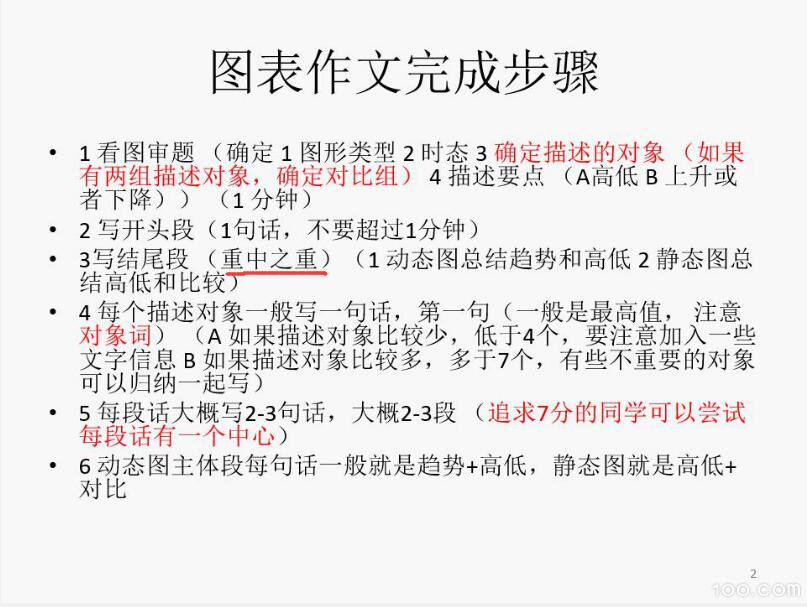 图表作文完成步骤
• 1 看图审题 （确定 1 图形类型 2 时态 3 确定描述的对象 （如果
有两组描述对象，确定对比组） 4 描述要点 （A高低 B 上升或
者下降）） （1 分钟）
• 2 写开头段（1句话，不要超过1分钟）
• 3写结尾段 （重中之重）（1 动态图总结趋势和高低 2 静态图总
结高低和比较）
• 4 每个描述对象一般写一句话，第一句（一般是最高值， 注意
对象词） （A 如果描述对象比较少，低于4个，要注意加入一些
文字信息 B 如果描述对象比较多，多于7个，有些不重要的对象
可以归纳一起写）
• 5 每段话大概写2-3句话，大概2-3段 （追求7分的同学可以尝试
每段话有一个中心）
• 6 动态图主体段每句话一般就是趋势+高低，静态图就是高低+
对比
2
100.com